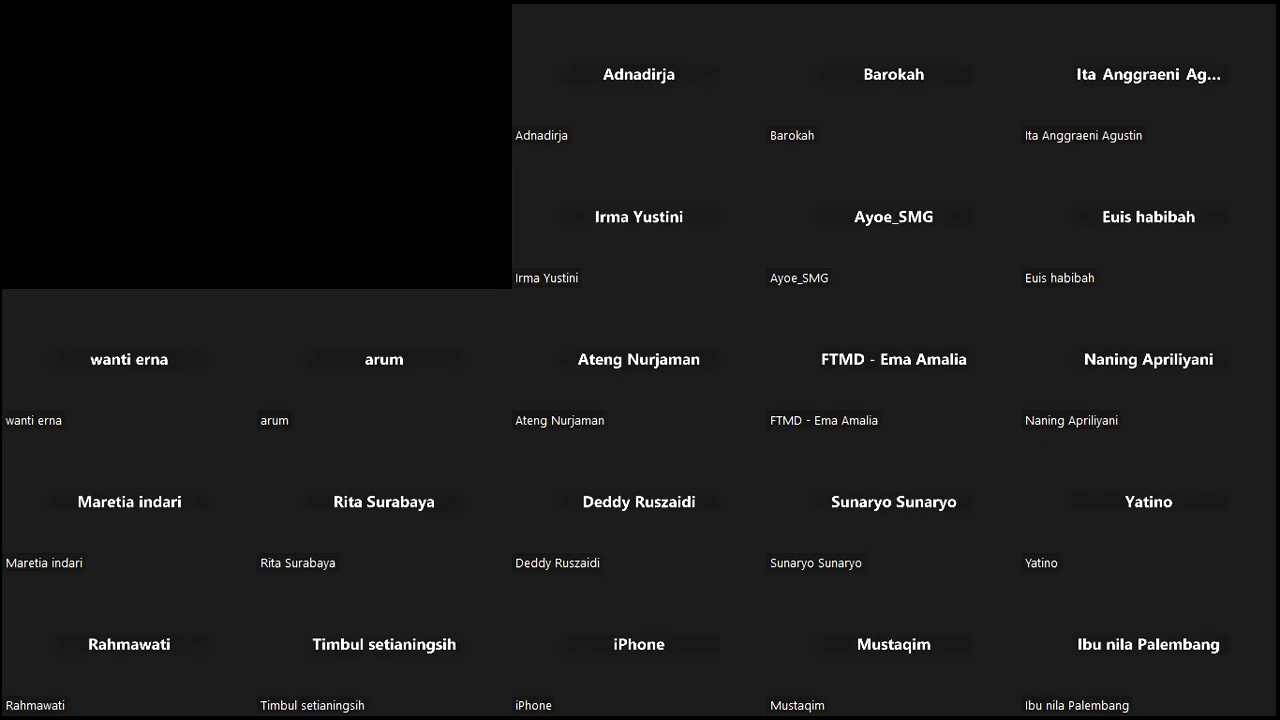 Adnadirja
Barokah
Ita Anggraeni Ag...
Adnadirja
Barokah
Ita Anggraeni Agustin
Irma Yustini
Ayoe_SMG
Euis habibah
Irma Yustini
Ayoe_SMG
Euis habibah
wanti erna
arum
Ateng Nurjaman
FTMD - Ema Amalia
Naning Apriliyani
wanti erna
arum
Ateng Nurjaman
FTMD - Ema Amalia
Naning Apriliyani
Maretia indari
Rita Surabaya
Deddy Ruszaidi
Sunaryo Sunaryo
Yatino
Maretia indari
Rita Surabaya
Deddy Ruszaidi
Sunaryo Sunaryo
Yatino
Rahmawati
Timbul setianingsih
iPhone
Mustaqim
Ibu nila Palembang
Rahmawati
Timbul setianingsih
iPhone
Mustaqim
Ibu nila Palembang